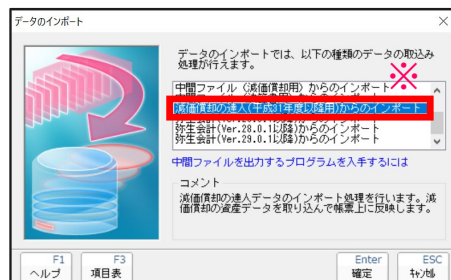 データのインポート
データのインポートでは、以下の種類のデータの取込み
処理が行えます。
※
中間ファイル（減価償却用）からのインポート
減価償却の達人(平成31年度以降用)からのインポート
弥生会計(Ver.28.0.1以降)からのインポート
弥生会計(Ver.29.0.1以降)からのインポート
中間ファイルを出力するプログラムを入手するには
コメント
減価償却の達人データのインポート処理を行います。減
価償却の資産データを取り込んで帳票上に反映します。
F1
ヘルプ
F3
項目表
Enter
確定
ESC
キャンセル